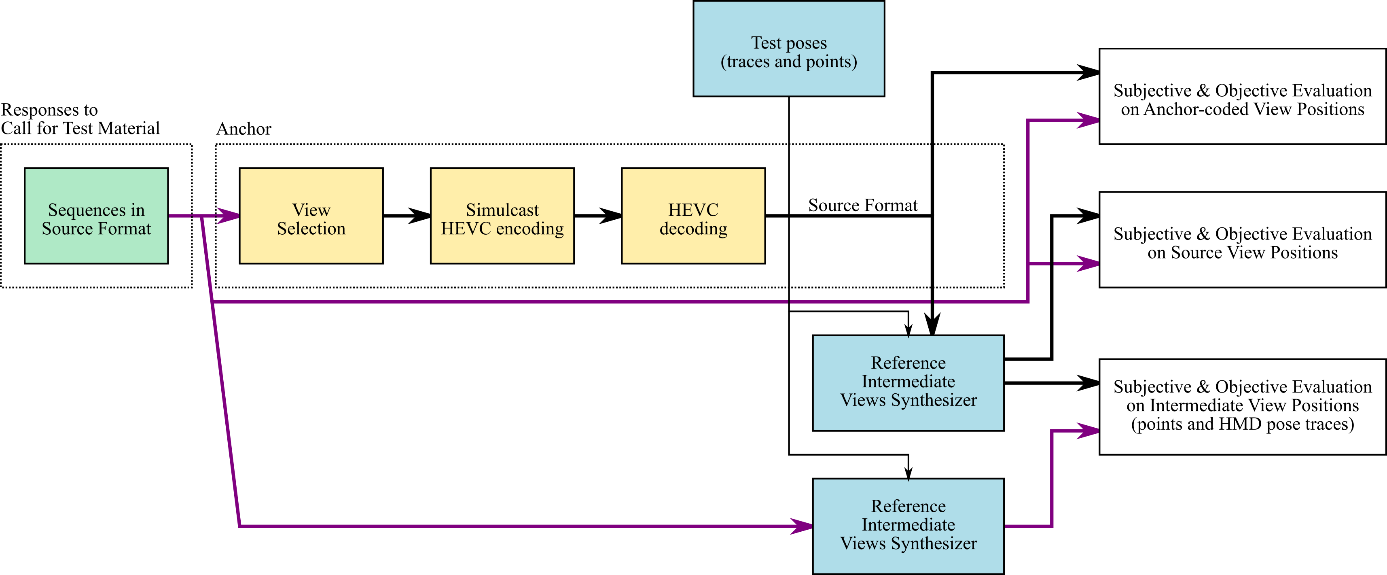 Test poses
(traces and points)
Responses to
Call for Test Material
Anchor
Sequences in
Source Format
View
Selection
Simulcast
HEVC encoding
HEVC
decoding
Source Format
Subjective & Objective Evaluation
on Anchor-coded View Positions
Subjective & Objective Evaluation
on Source View Positions
Reference
Intermediate
Views Synthesizer
Subjective & Objective Evaluation
on Intermediate View Positions
(points and HMD pose traces)
Reference
Intermediate
Views Synthesizer